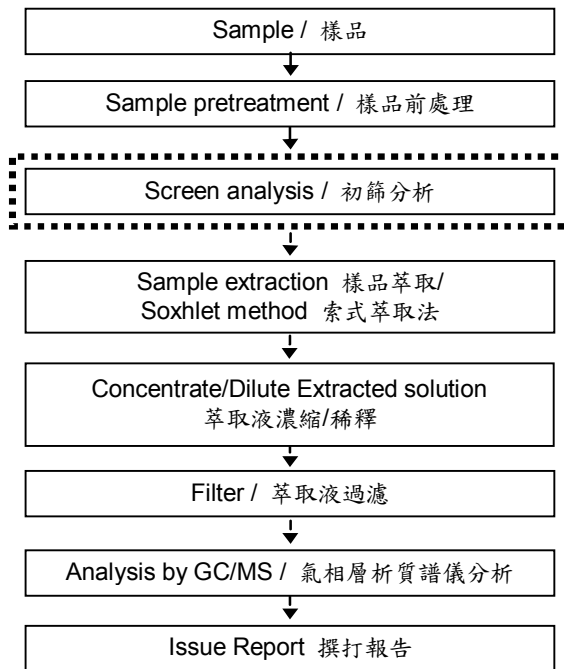 Sample / 樣品
Sample pretreatment / 樣品前處理
Screen analysis / 初篩分析
Sample extraction 樣品萃取/
Soxhlet method 索式萃取法
Concentrate/Dilute Extracted solution
萃取液濃縮/稀釋
Filter / 萃取液過濾
Analysis by GC/MS / 氣相層析質譜儀分析
Issue Report 撰打報告